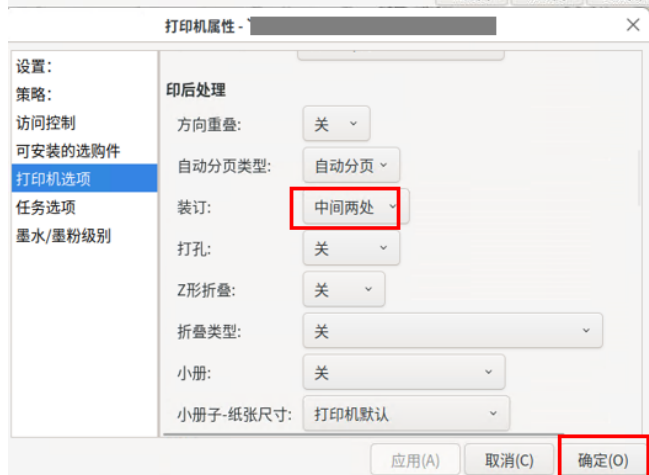 打印机属性 - `
设置:
策略:
访问控制
可安装的选购件
打印机选项
任务选项
墨水/墨粉级别
印后处理
方向重叠: 关
自动分页类型: 自动分页
装订: 中间两处
打孔: 关
Z形折叠: 关
折叠类型: 关
小册: 关
小册子-纸张尺寸: 打印机默认
应用(A) 取消(C) 确定(O)